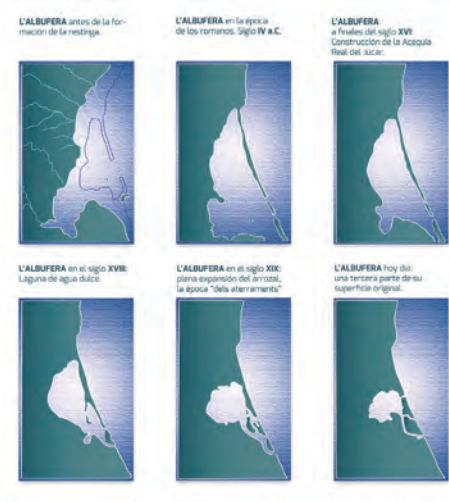 L'ALBUFERA antes de la for-
mación de la restinga.
L'ALBUFERA en la época
de los romanos. Siglo IV a.C.
L'ALBUFERA
a finales del siglo XVI:
Construcción de la Acequia
Real del Júcar.
L'ALBUFERA en el siglo XVIII:
Laguna de agua dulce.
L'ALBUFERA en el siglo XIX:
plena expansión del arrozal,
la época "dels aterraments"
L'ALBUFERA hoy día:
una tercera parte de su
superficie original.